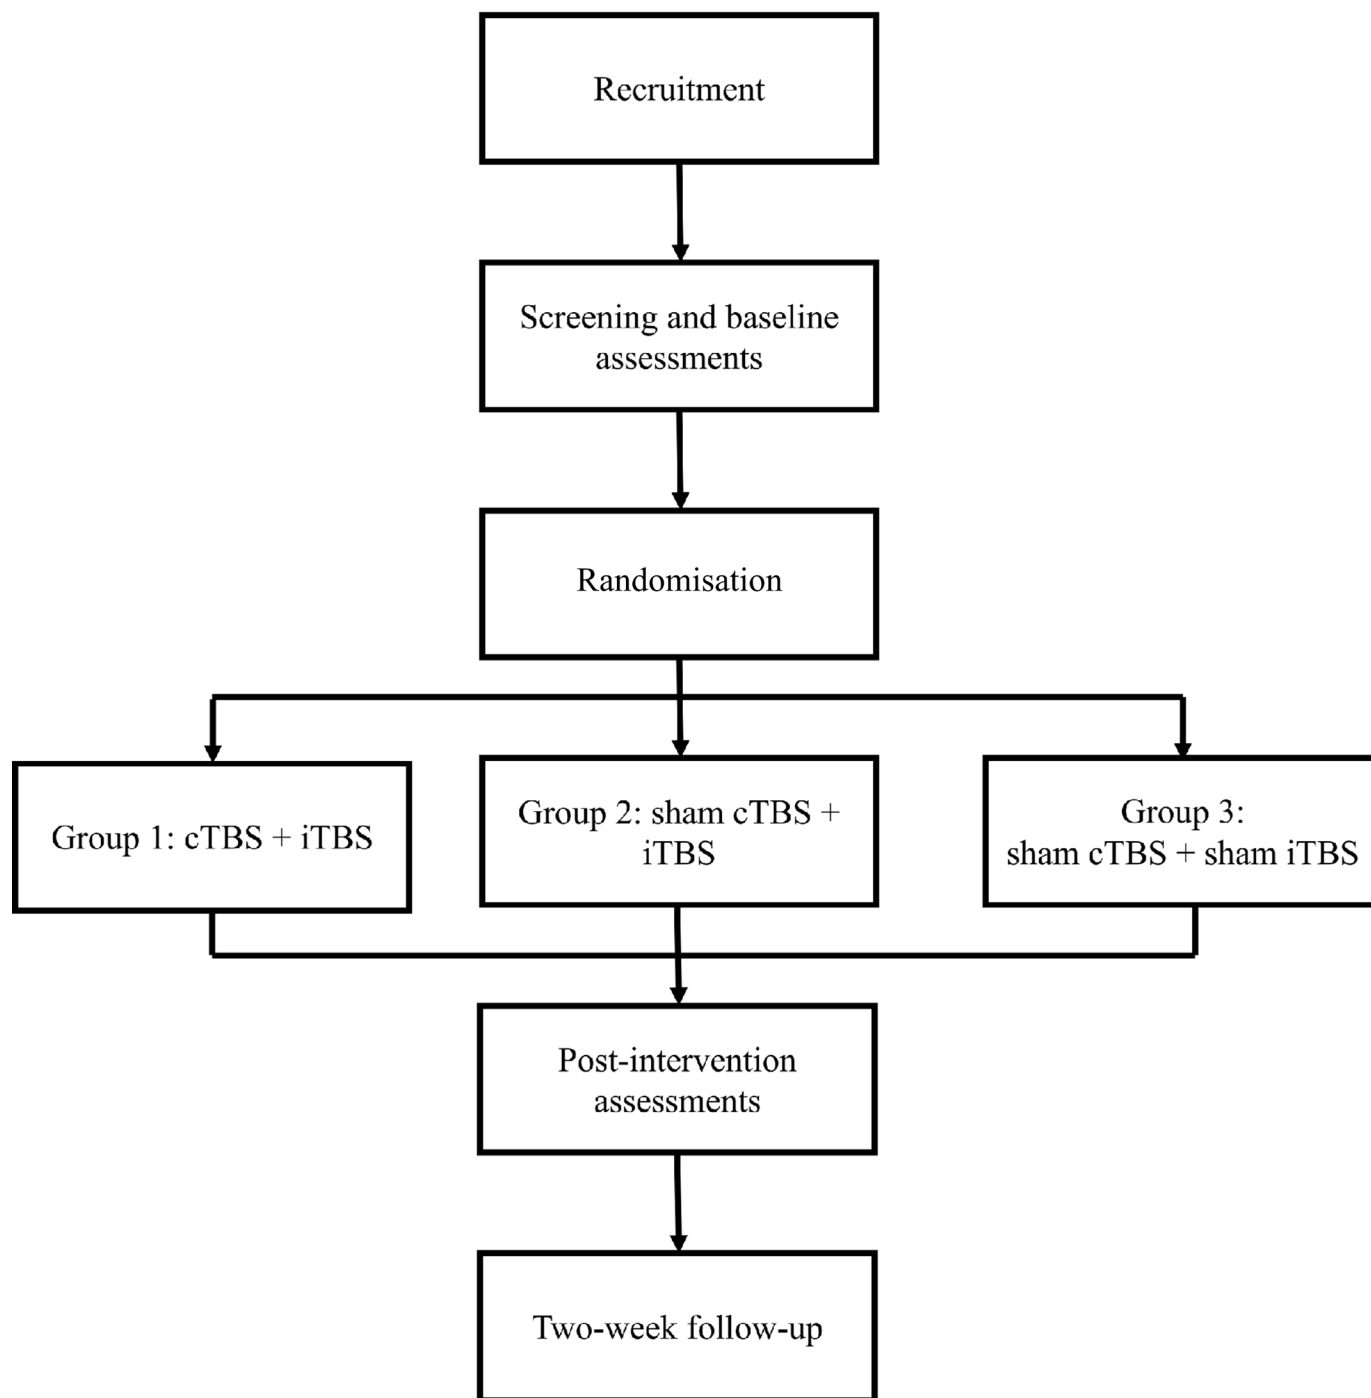 Recruitment
Screening and baseline
assessments
Randomisation
Group 1: cTBS + iTBS
Group 2: sham cTBS +
iTBS
Group 3:
sham cTBS + sham iTBS
Post-intervention
assessments
Two-week follow-up